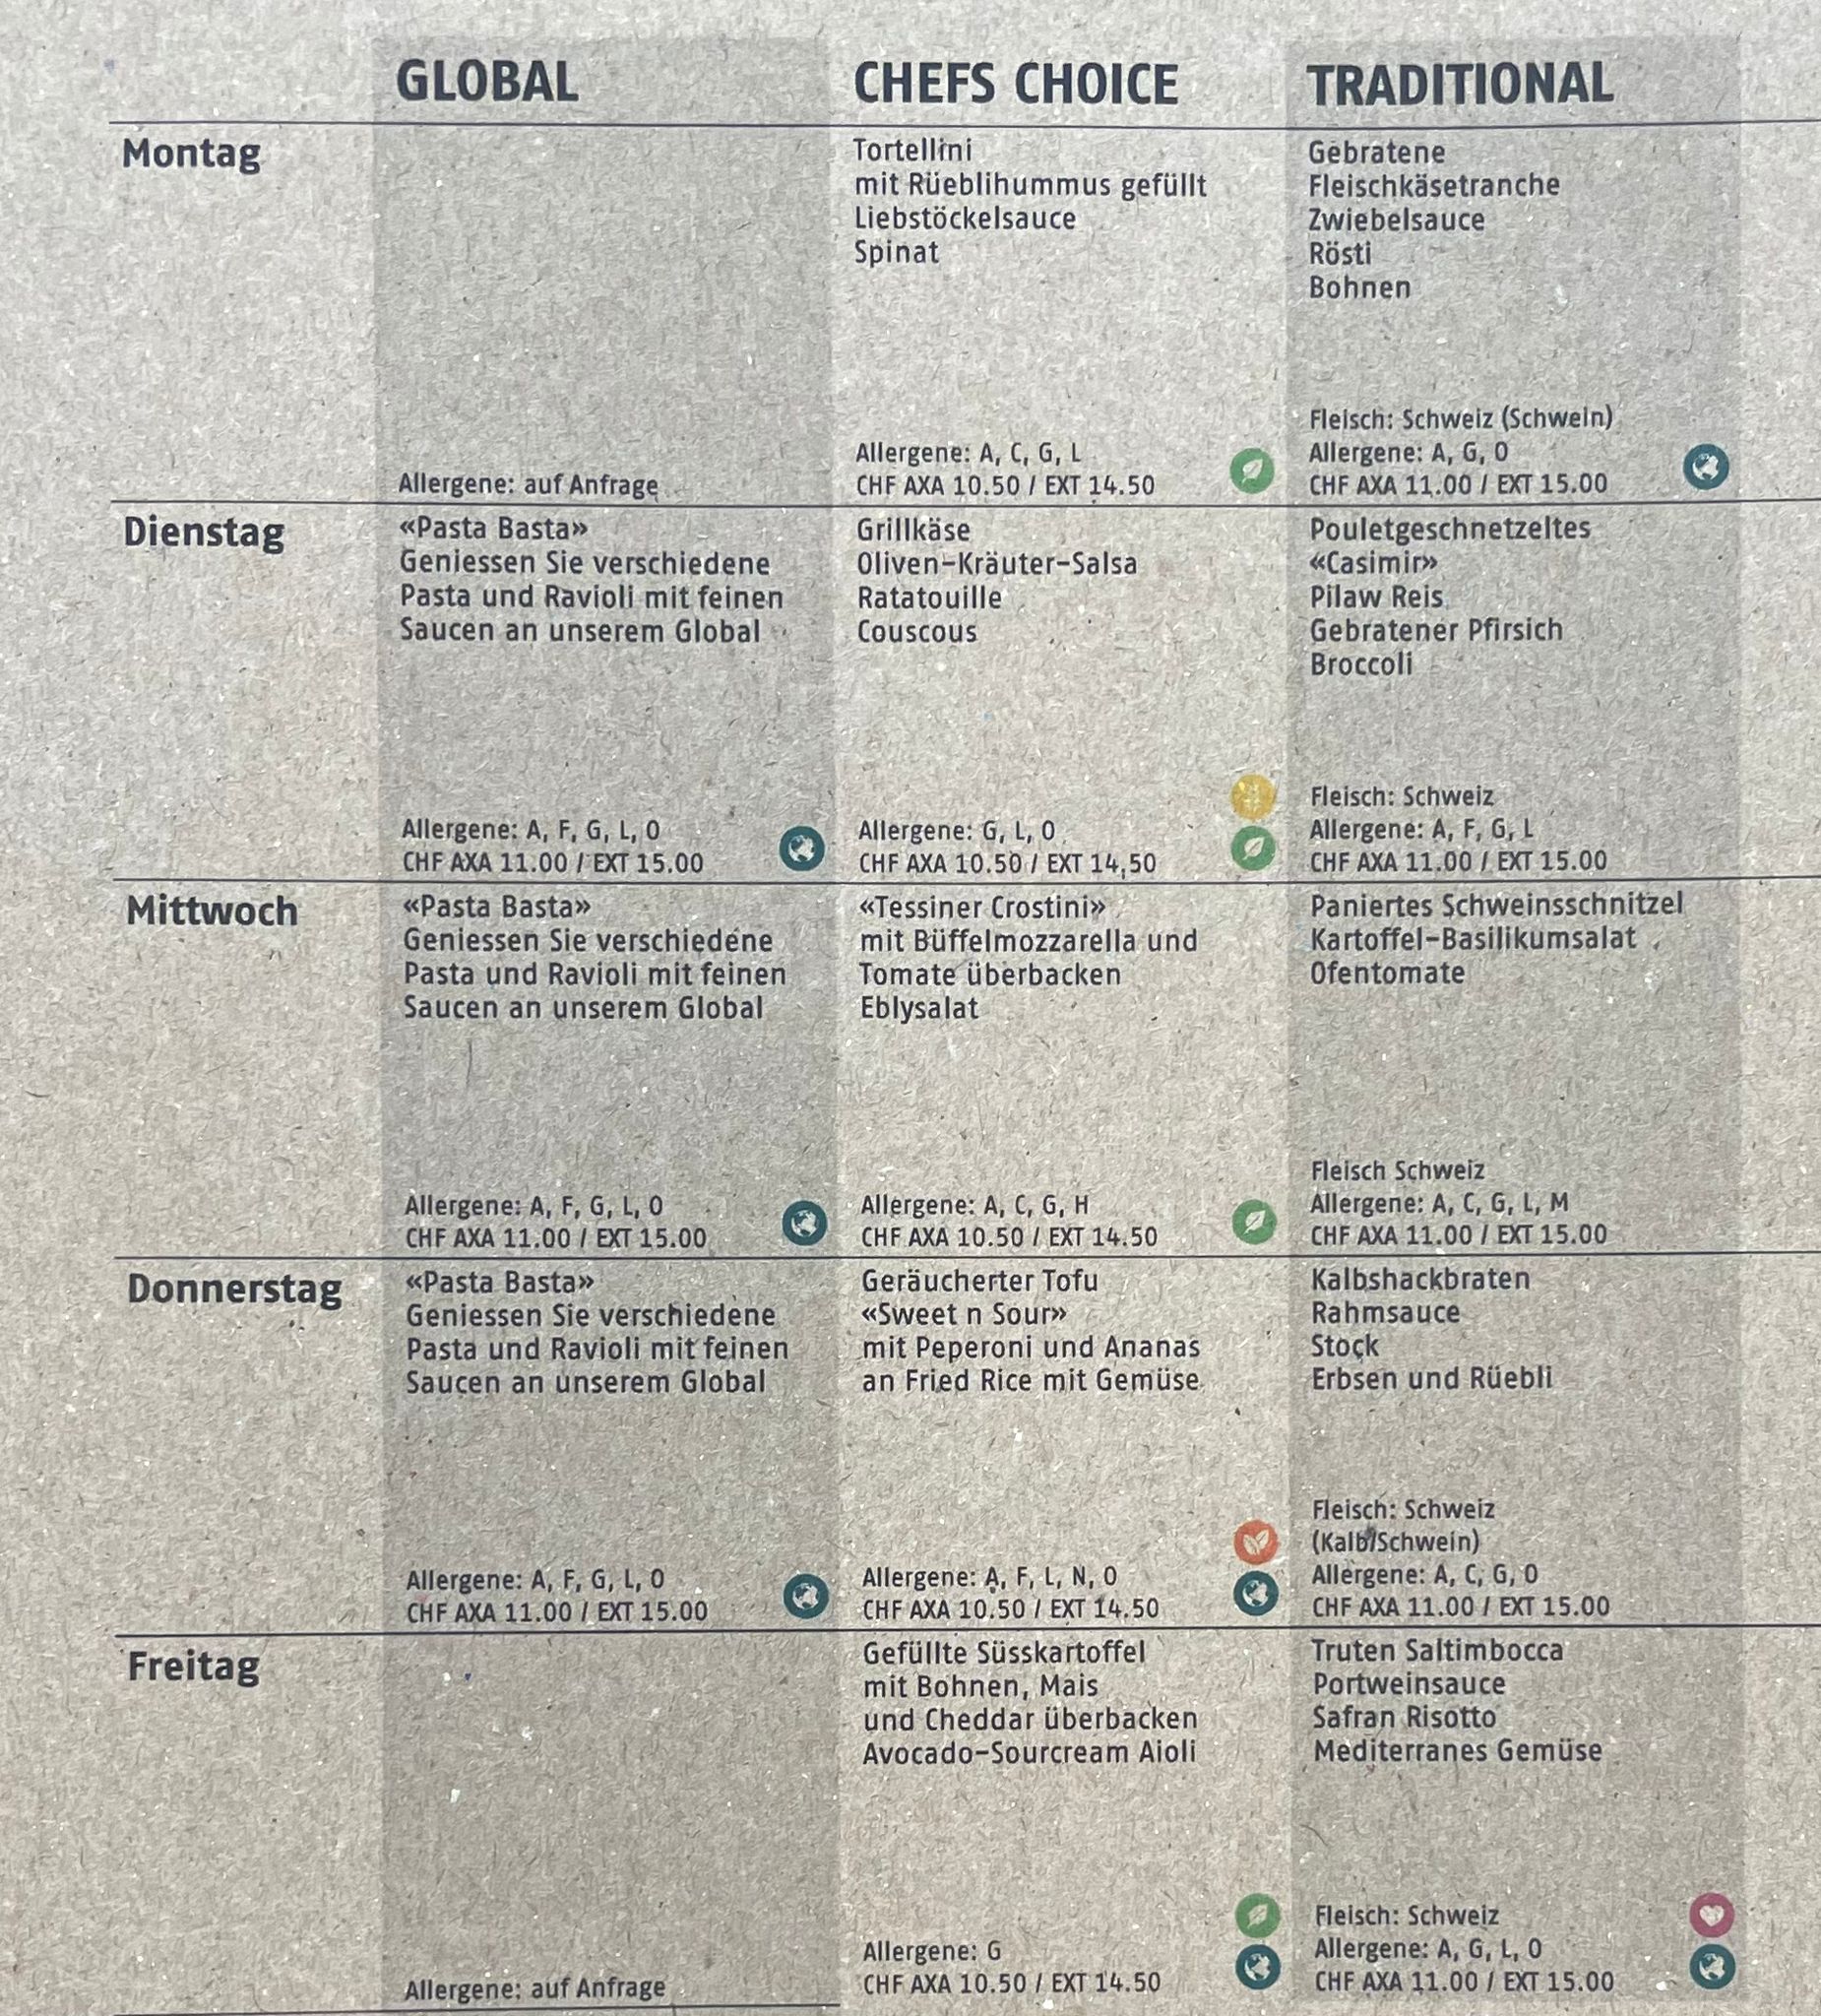 GLOBAL
CHEFS CHOICE
TRADITIONAL
Montag
Allergene: auf Anfrage
Tortellini
mit Rüeblihummus gefüllt
Liebstöckelsauce
Spinat
Allergene: A, C, G, L
CHF AXA 10.50 / EXT 14.50
Gebratene
Fleischkäsetranche
Zwiebelsauce
Rösti
Bohnen
Fleisch: Schweiz (Schwein)
Allergene: A, G, O
CHF AXA 11.00 / EXT 15.00
Dienstag
«Pasta Basta»
Geniessen Sie verschiedene
Pasta und Ravioli mit feinen
Saucen an unserem Global
Allergene: A, F, G, L, O
CHF AXA 11.00 / EXT 15.00
Grillkäse
Oliven-Kräuter-Salsa
Ratatouille
Couscous
Allergene: G, L, O
CHF AXA 10.50 / EXT 14,50
Pouletgeschnetzeltes
«Casimir»
Pilaw Reis
Gebratener Pfirsich
Broccoli
Fleisch: Schweiz
Allergene: A, F, G, L
CHF AXA 11.00 / EXT 15.00
Mittwoch
«Pasta Basta»
Geniessen Sie verschiedene
Pasta und Ravioli mit feinen
Saucen an unserem Global
Allergene: A, F, G, L, O
CHF AXA 11.00 / EXT 15.00
«Tessiner Crostini»
mit Büffelmozzarella und
Tomate überbacken
Eblysalat
Allergene: A, C, G, H
CHF AXA 10.50 / EXT 14.50
Paniertes Schweinsschnitzel
Kartoffel-Basilikumsalat
Ofentomate
Fleisch Schweiz
Allergene: A, C, G, L, M
CHF AXA 11.00 / EXT 15.00
Donnerstag
«Pasta Basta»
Geniessen Sie verschiedene
Pasta und Ravioli mit feinen
Saucen an unserem Global
Allergene: A, F, G, L, O
CHF AXA 11.00 / EXT 15.00
Geräucherter Tofu
«Sweet n Sour»
mit Peperoni und Ananas
an Fried Rice mit Gemüse
Allergene: A, F, L, N, O
CHF AXA 10.50 / EXT 14.50
Kalbshackbraten
Rahmsauce
Stock
Erbsen und Rüebli
Fleisch: Schweiz
(Kalb/Schwein)
Allergene: A, C, G, O
CHF AXA 11.00 / EXT 15.00
Freitag
Allergene: auf Anfrage
Gefüllte Süsskartoffel
mit Bohnen, Mais
und Cheddar überbacken
Avocado-Sourcream Aioli
Allergene: G
CHF AXA 10.50 / EXT 14.50
Truten Saltimbocca
Portweinsauce
Safran Risotto
Mediterranes Gemüse
Fleisch: Schweiz
Allergene: A, G, L, O
CHF AXA 11.00 / EXT 15.00